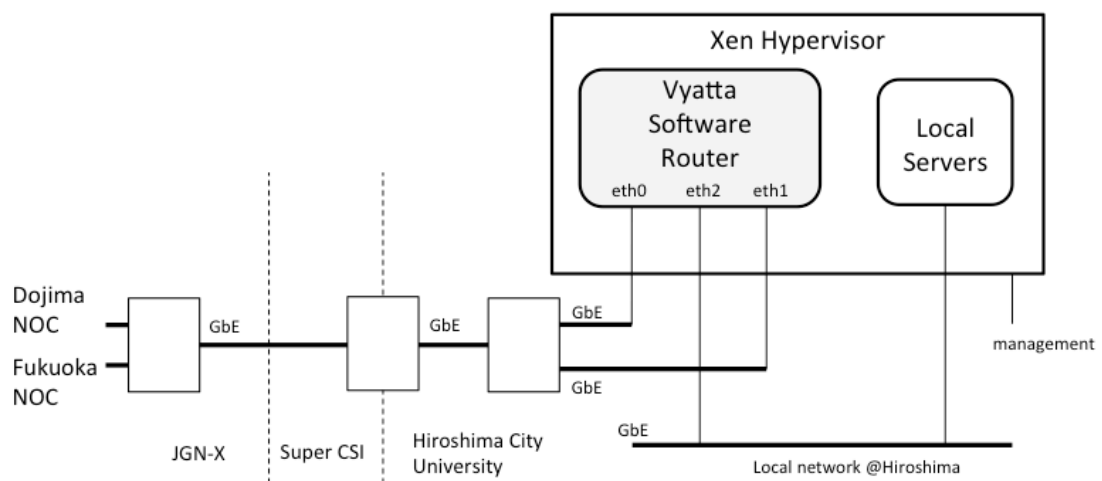 Xen Hypervisor
Vyatta
Software
Router
eth0
eth2
eth1
Local
Servers
Dojima
NOC
Fukuoka
NOC
GbE
GbE
GbE
GbE
management
JGN-X
Super CSI
Hiroshima City
University
GbE
Local network @Hiroshima